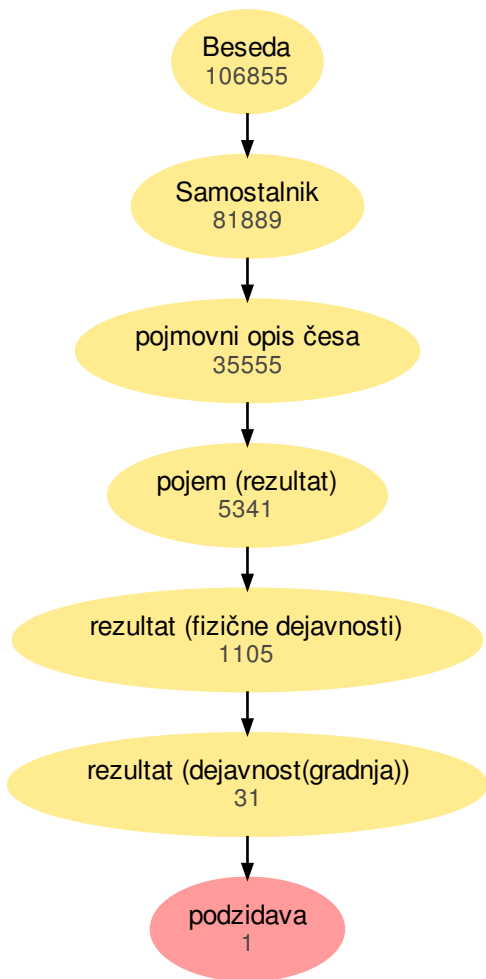 Beseda
106855
Samostalnik
81889
pojmovni opis česa
35555
pojem (rezultat)
5341
rezultat (fizične dejavnosti)
1105
rezultat (dejavnost(gradnja))
31
podzidava
1